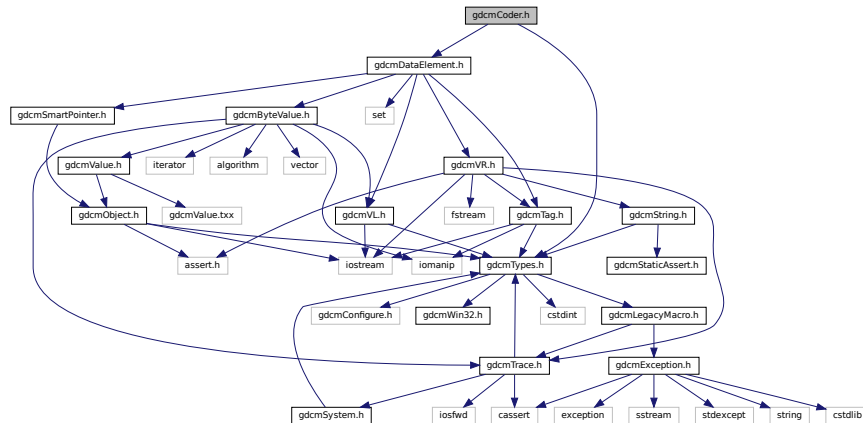 gdcmCoder.h
gdcmDataElement.h
gdcmSmartPointer.h gdcmByteValue.h set
gdcmValue.h iterator algorithm vector gdcmVR.h
gdcmObject.h gdcmValue.txx gdcmVL.h fstream gdcmTag.h gdcmString.h
assert.h iostream iomanip gdcmTypes.h gdcmStaticAssert.h
gdcmConfigure.h gdcmWin32.h cstdint gdcmLegacyMacro.h
gdcmTrace.h gdcmException.h
gdcmSystem.h iosfwd cassert exception sstream stdexcept string cstdlib